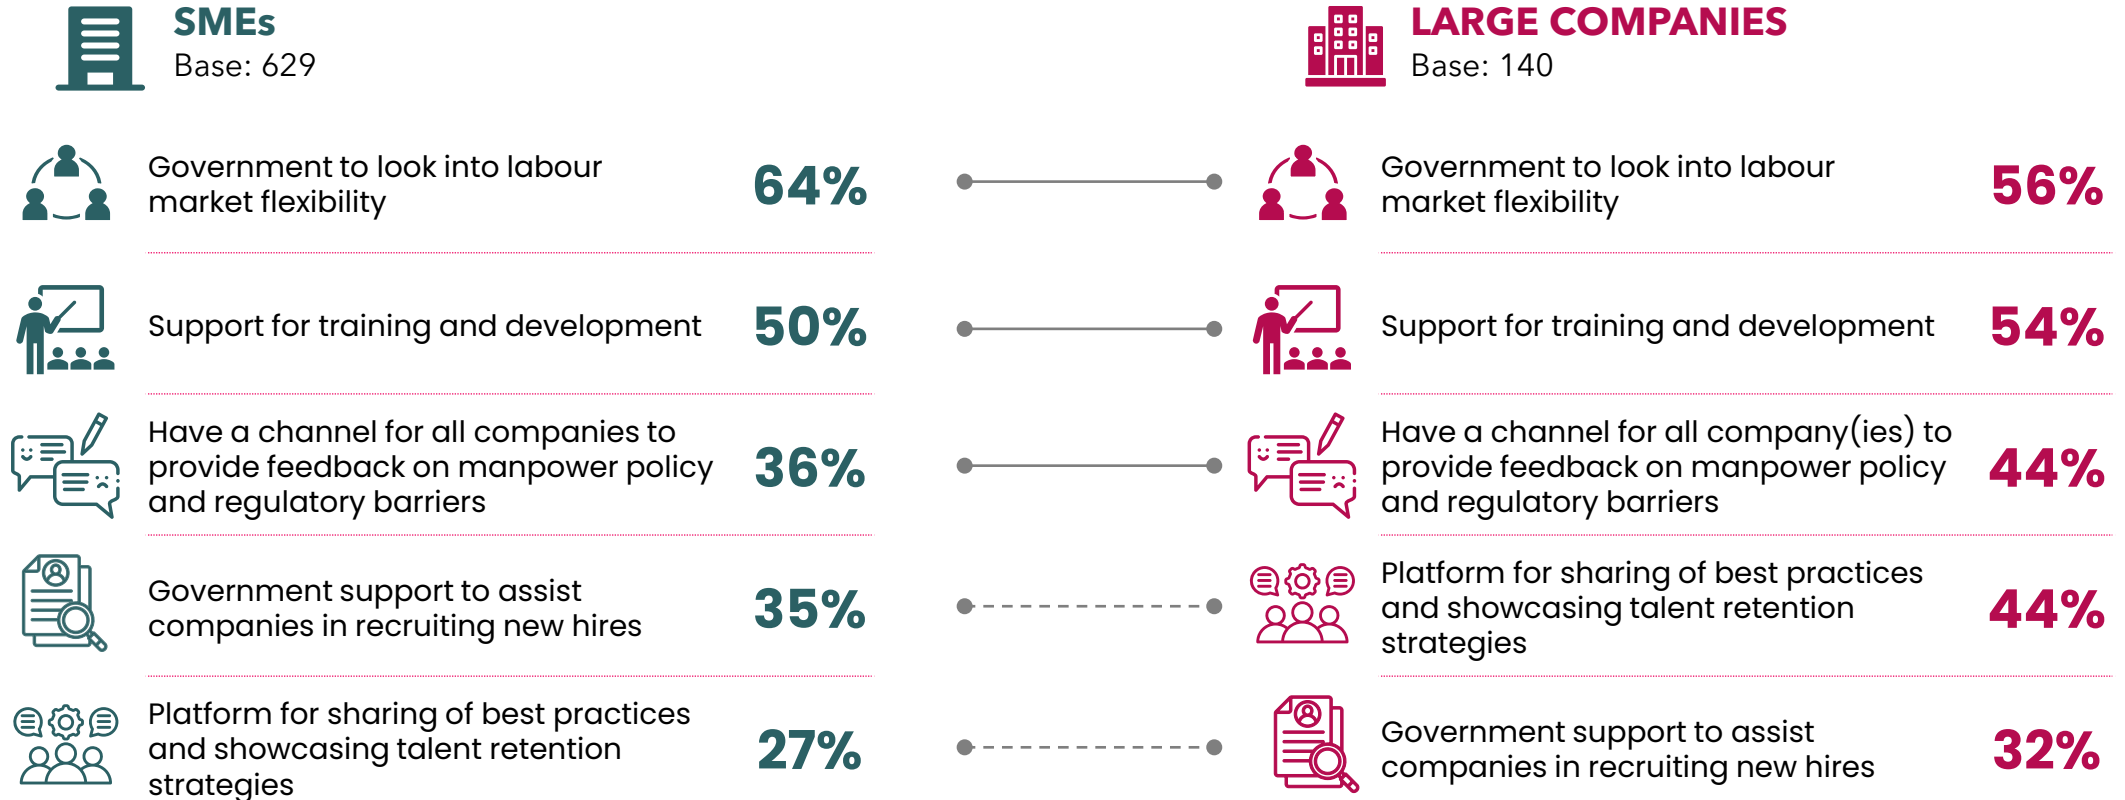 SMEs
Base: 629
Government to look into labour
market flexibility
64%
Support for training and development
50%
Have a channel for all companies to
provide feedback on manpower policy
and regulatory barriers
36%
Government support to assist
companies in recruiting new hires
35%
Platform for sharing of best practices
and showcasing talent retention
strategies
27%
LARGE COMPANIES
Base: 140
Government to look into labour
market flexibility
56%
Support for training and development
54%
Have a channel for all company(ies) to
provide feedback on manpower policy
and regulatory barriers
44%
Platform for sharing of best practices
and showcasing talent retention
strategies
44%
Government support to assist
companies in recruiting new hires
32%